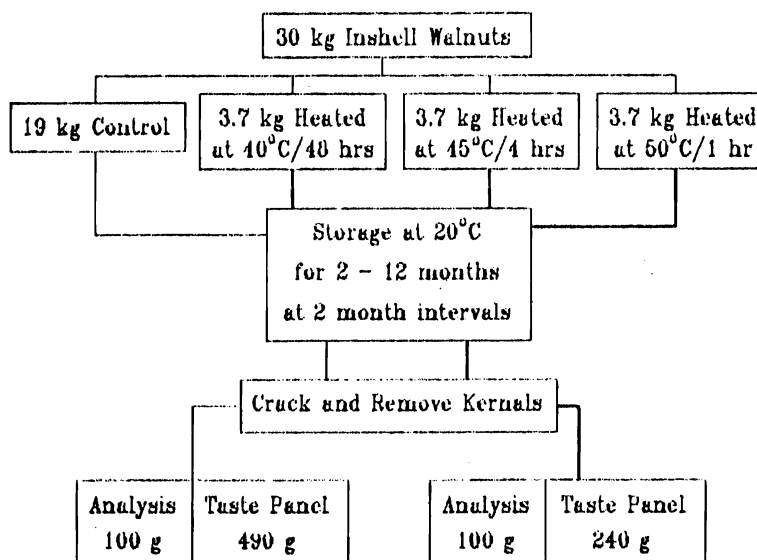 30 kg Inshell Walnuts
19 kg Control
3.7 kg Heated
at 40°C/48 hrs
3.7 kg Heated
at 45°C/4 hrs
3.7 kg Heated
at 50°C/1 hr
Storage at 20°C
for 2 - 12 months
at 2 month intervals
Crack and Remove Kernals
Analysis
100 g
Taste Panel
490 g
Analysis
100 g
Taste Panel
240 g